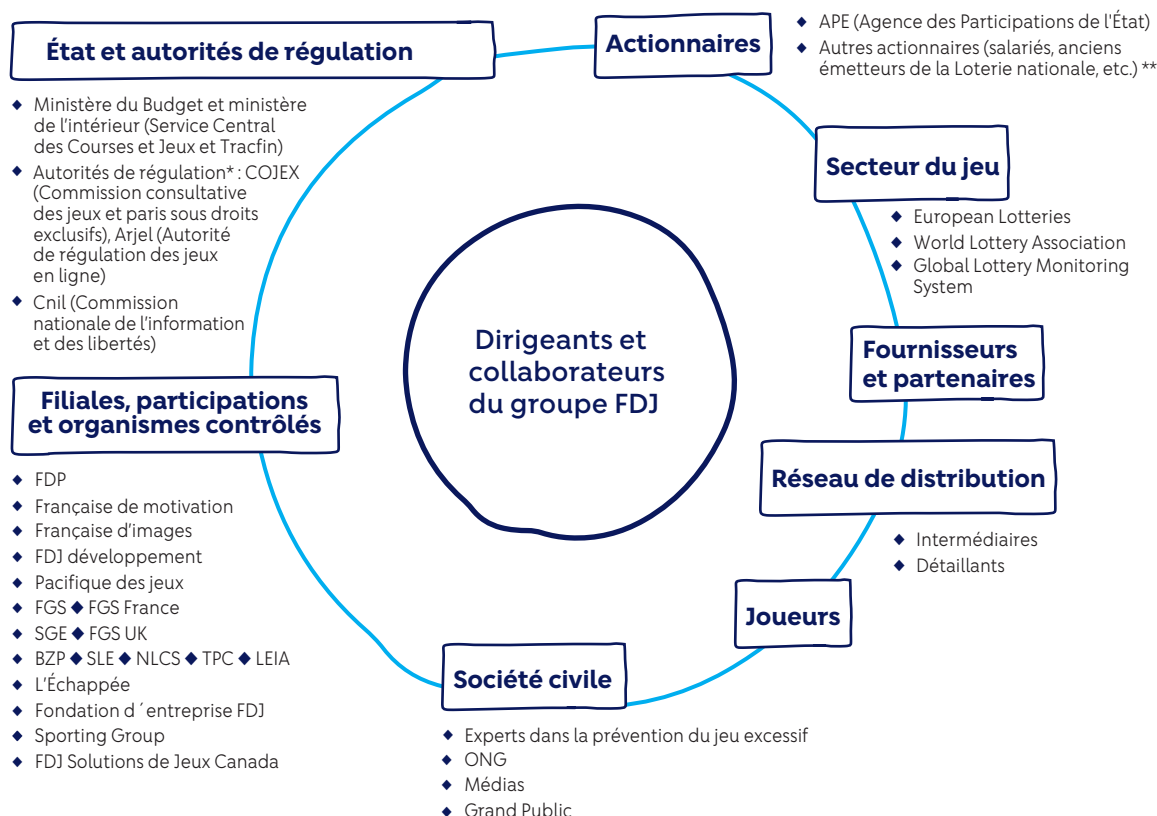 État et autorités de régulation
◆ Ministère du Budget et ministère
de l'intérieur (Service Central
des Courses et Jeux et Tracfin)
◆ Autorités de régulation* : COJEX
(Commission consultative
des jeux et paris sous droits
exclusifs), Arjel (Autorité
de régulation des jeux
en ligne)
◆ Cnil (Commission
nationale de l'information
et des libertés)
Actionnaires
◆ APE (Agence des Participations de l'État)
◆ Autres actionnaires (salariés, anciens
émetteurs de la Loterie nationale, etc.) **
Secteur du jeu
◆ European Lotteries
◆ World Lottery Association
◆ Global Lottery Monitoring
System
Dirigeants et
collaborateurs
du groupe FDJ
Fournisseurs
et partenaires
Réseau de distribution
◆ Intermédiaires
◆ Détaillants
Joueurs
Société civile
◆ Experts dans la prévention du jeu excessif
◆ ONG
◆ Médias
◆ Grand Public
Filiales, participations
et organismes contrôlés
◆ FDP
◆ Française de motivation
◆ Française d'images
◆ FDJ développement
◆ Pacifique des jeux
◆ FGS ◆ FGS France
◆ SGE ◆ FGS UK
◆ BZP ◆ SLE ◆ NLCS ◆ TPC ◆ LEIA
◆ L'Échappée
◆ Fondation d ´ entreprise FDJ
◆ Sporting Group
◆ FDJ Solutions de Jeux Canada